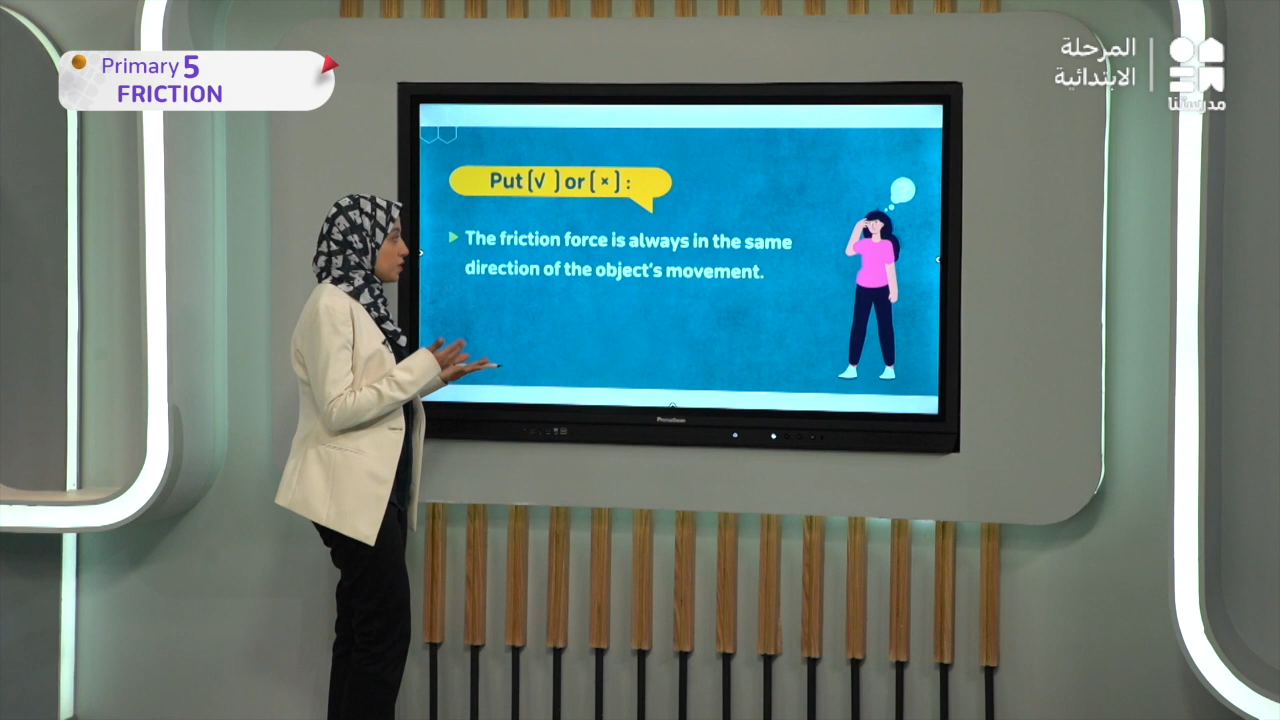 Primary 5
FRICTION
المرحلة
الابتدائية
مدرستنا
Put (√ ) or ( × ) :
The friction force is always in the same
direction of the object's movement.